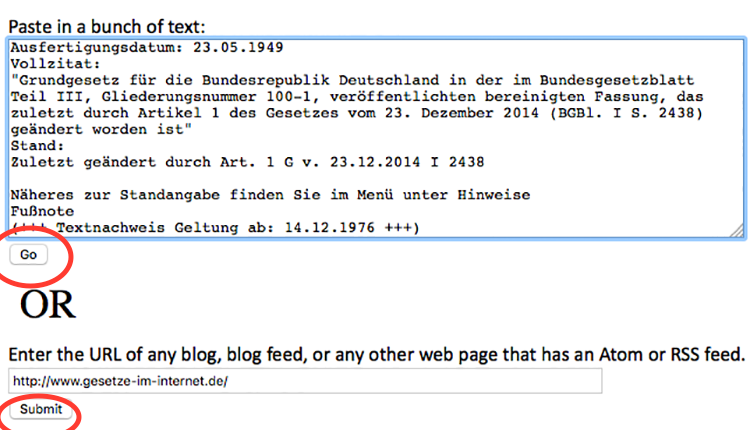 Paste in a bunch of text:
Ausfertigungsdatum: 23.05.1949
Vollzitat:
"Grundgesetz für die Bundesrepublik Deutschland in der im Bundesgesetzblatt
Teil III, Gliederungsnummer 100-1, veröffentlichten bereinigten Fassung, das
zuletzt durch Artikel 1 des Gesetzes vom 23. Dezember 2014 (BGBl. I S. 2438)
geändert worden ist"
Stand:
Zuletzt geändert durch Art. 1 G v. 23.12.2014 I 2438
Näheres zur Standangabe finden Sie im Menü unter Hinweise
Fußnote
(+++ Textnachweis Geltung ab: 14.12.1976 +++)
Go
OR
Enter the URL of any blog, blog feed, or any other web page that has an Atom or RSS feed.
http://www.gesetze-im-internet.de/
Submit